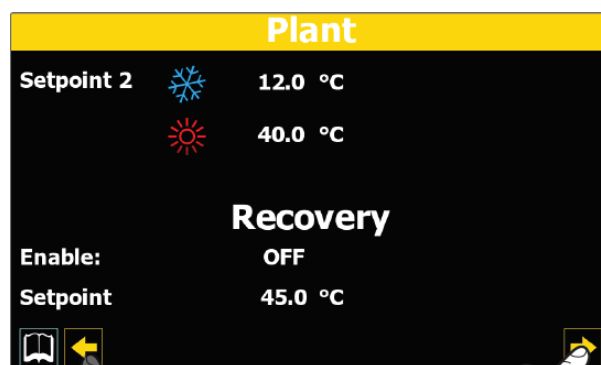 Plant
Setpoint 2 12.0 °C
40.0 °C
Recovery
Enable: OFF
Setpoint 45.0 °C